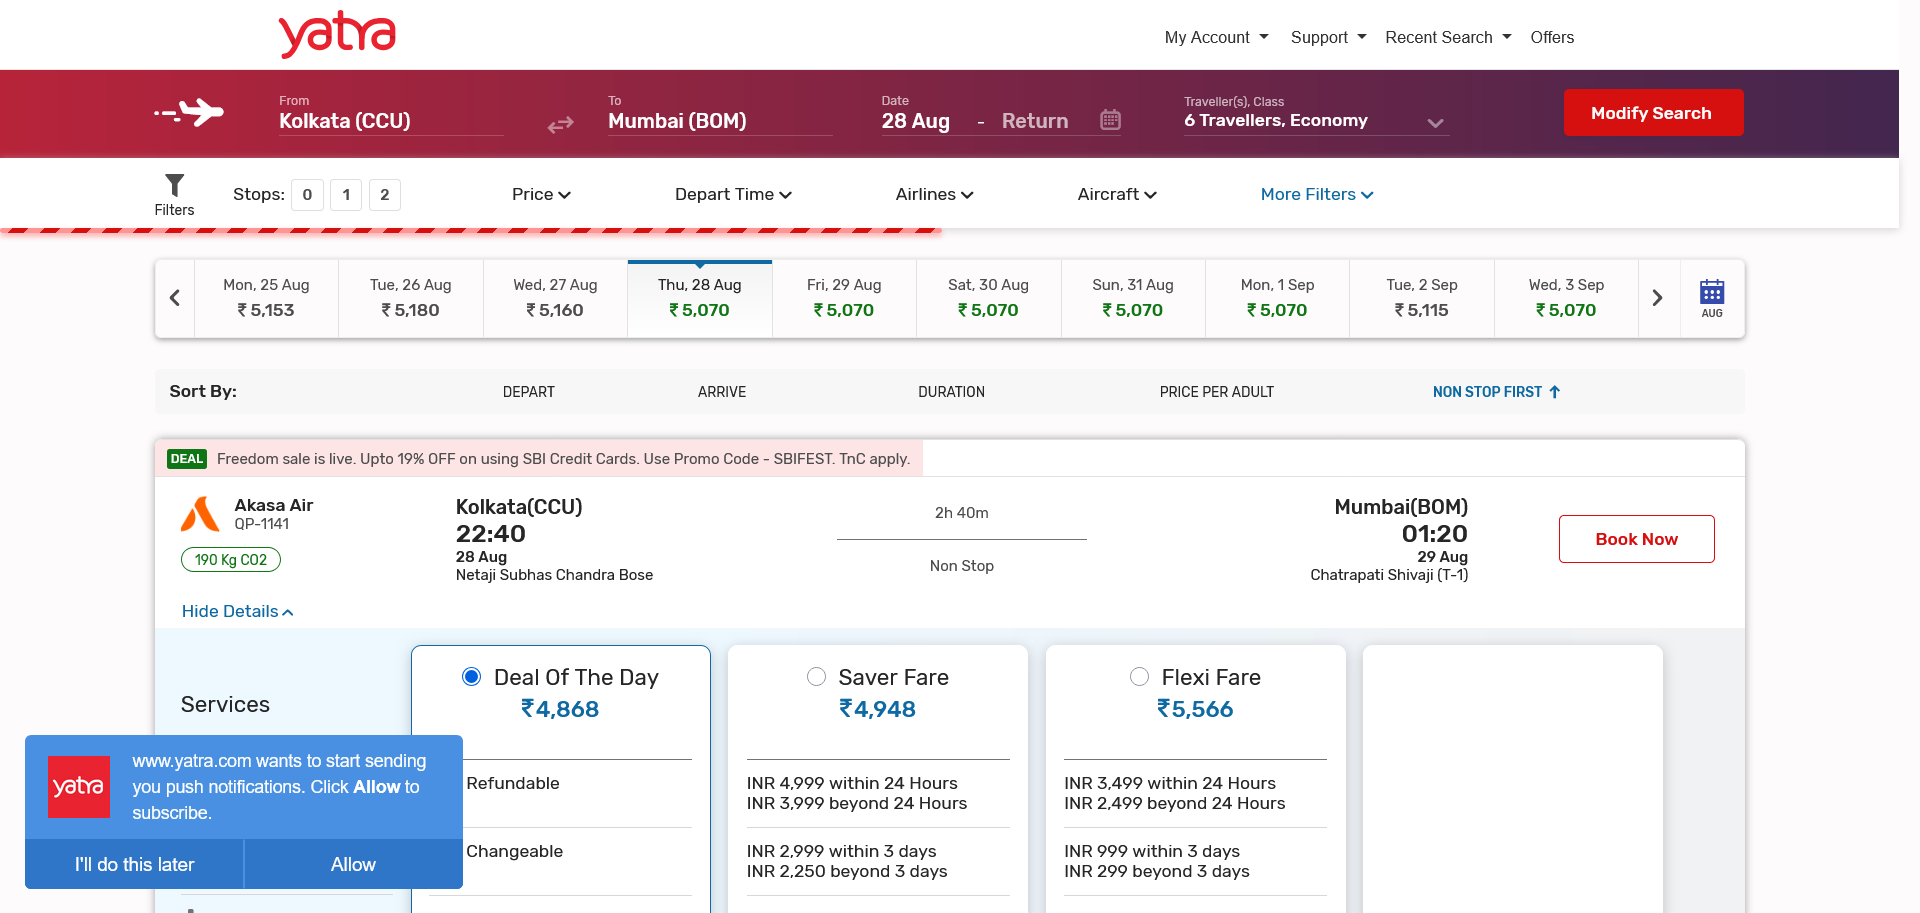 yatra
My Account
Support
Recent Search
Offers
From
Kolkata (CCU)
To
Mumbai (BOM)
Date
28 Aug - Return
Traveller(s), Class
6 Travellers, Economy
Modify Search
Filters
Stops: 0 1 2
Price
Depart Time
Airlines
Aircraft
More Filters
Mon, 25 Aug
₹ 5,153
Tue, 26 Aug
₹ 5,180
Wed, 27 Aug
₹ 5,160
Thu, 28 Aug
₹ 5,070
Fri, 29 Aug
₹ 5,070
Sat, 30 Aug
₹ 5,070
Sun, 31 Aug
₹ 5,070
Mon, 1 Sep
₹ 5,070
Tue, 2 Sep
₹ 5,115
Wed, 3 Sep
₹ 5,070
AUG
Sort By:
DEPART
ARRIVE
DURATION
PRICE PER ADULT
NON STOP FIRST
DEAL Freedom sale is live. Upto 19% OFF on using SBI Credit Cards. Use Promo Code - SBIFEST. TnC apply.
Akasa Air
QP-1141
190 Kg CO2
Kolkata(CCU)
22:40
28 Aug
Netaji Subhas Chandra Bose
2h 40m
Non Stop
Mumbai(BOM)
01:20
29 Aug
Chatrapati Shivaji (T-1)
Book Now
Hide Details
Services
Deal Of The Day
₹4,868
Refundable
Changeable
Saver Fare
₹4,948
INR 4,999 within 24 Hours
INR 3,999 beyond 24 Hours
INR 2,999 within 3 days
INR 2,250 beyond 3 days
Flexi Fare
₹5,566
INR 3,499 within 24 Hours
INR 2,499 beyond 24 Hours
INR 999 within 3 days
INR 299 beyond 3 days
yatra
www.yatra.com wants to start sending
you push notifications. Click Allow to
subscribe.
I'll do this later
Allow